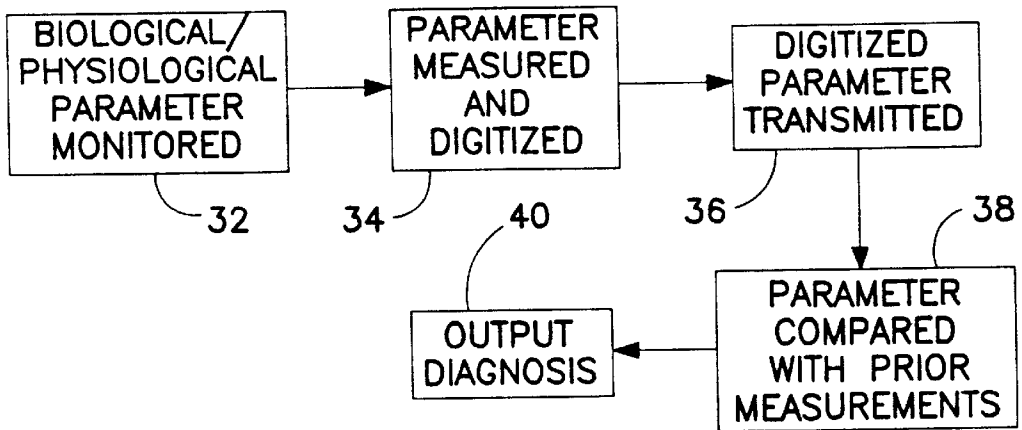 BIOLOGICAL/
PHYSIOLOGICAL
PARAMETER
MONITORED
32
PARAMETER
MEASURED
AND
DIGITIZED
34
DIGITIZED
PARAMETER
TRANSMITTED
36
PARAMETER
COMPARED
WITH PRIOR
MEASUREMENTS
38
OUTPUT
DIAGNOSIS
40